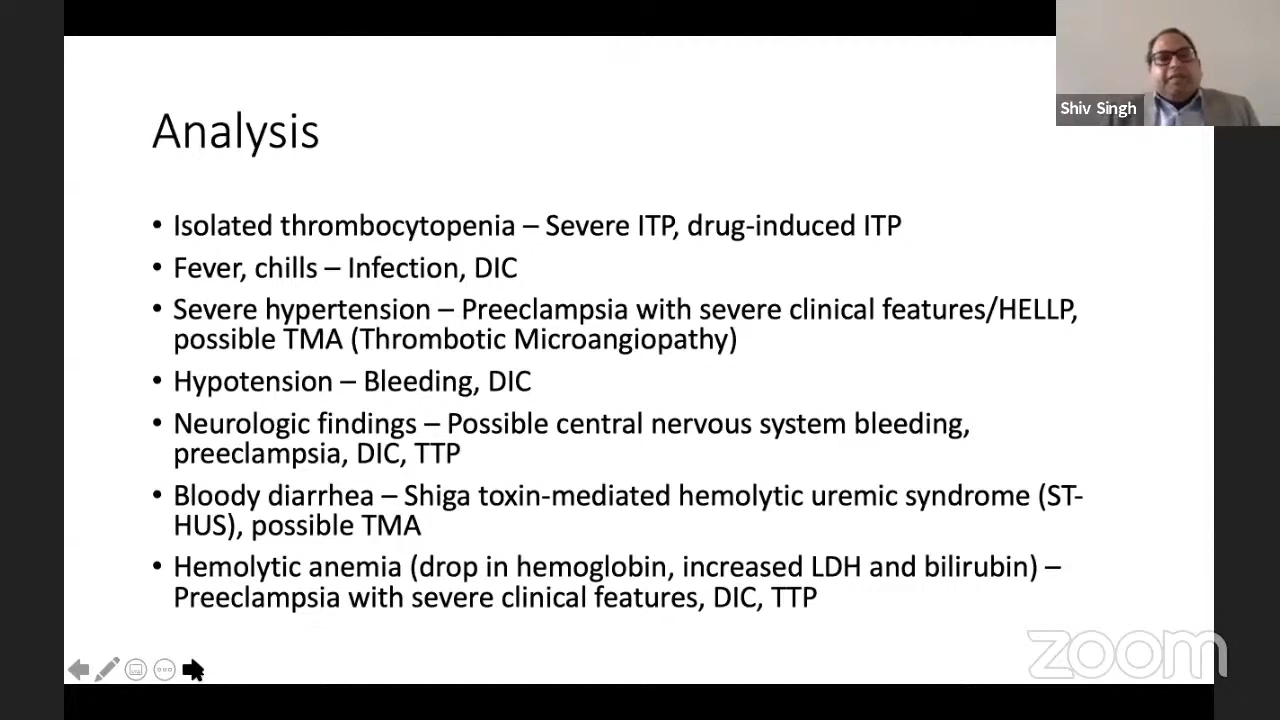 Shiv Singh
Analysis
• Isolated thrombocytopenia – Severe ITP, drug-induced ITP
• Fever, chills – Infection, DIC
• Severe hypertension – Preeclampsia with severe clinical features/HELLP,
possible TMA (Thrombotic Microangiopathy)
• Hypotension – Bleeding, DIC
• Neurologic findings – Possible central nervous system bleeding,
preeclampsia, DIC, TTP
• Bloody diarrhea – Shiga toxin-mediated hemolytic uremic syndrome (ST-
HUS), possible TMA
• Hemolytic anemia (drop in hemoglobin, increased LDH and bilirubin) –
Preeclampsia with severe clinical features, DIC, TTP
zoom